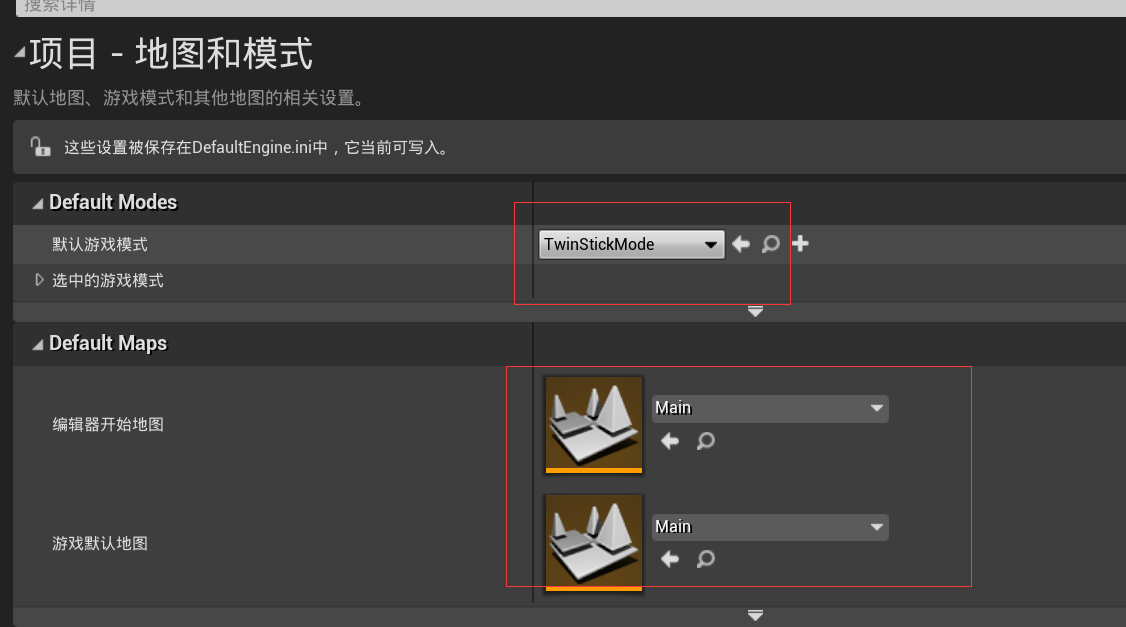 搜索详情
项目 - 地图和模式
默认地图、游戏模式和其他地图的相关设置。
这些设置被保存在DefaultEngine.ini中，它当前可写入。
Default Modes
默认游戏模式 TwinStickMode
选中的游戏模式
Default Maps
编辑器开始地图 Main
游戏默认地图 Main